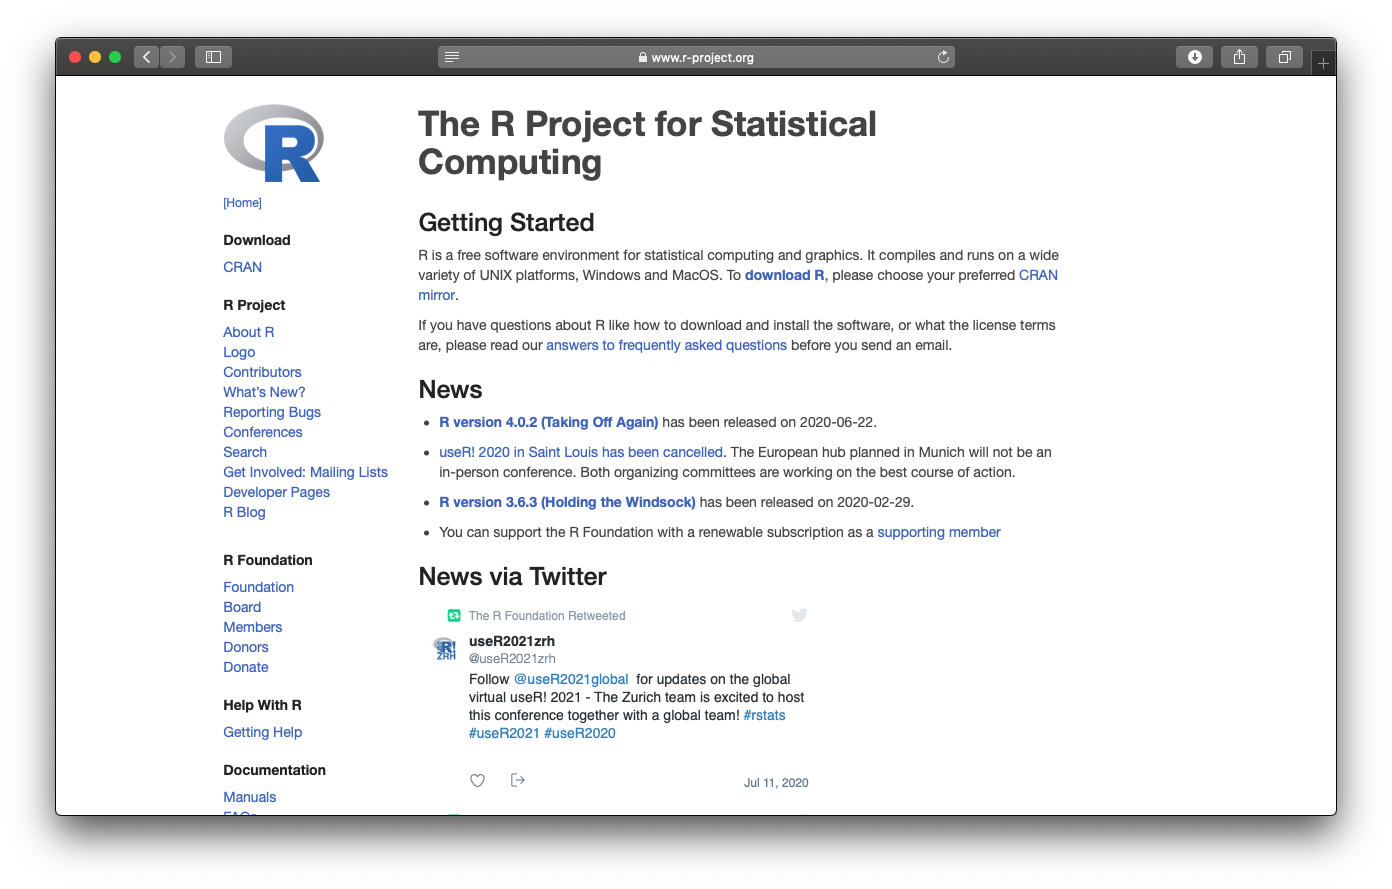 www.r-project.org
R
[Home]
Download
CRAN
R Project
About R
Logo
Contributors
What's New?
Reporting Bugs
Conferences
Search
Get Involved: Mailing Lists
Developer Pages
R Blog
R Foundation
Foundation
Board
Members
Donors
Donate
Help With R
Getting Help
Documentation
Manuals
The R Project for Statistical
Computing
Getting Started
R is a free software environment for statistical computing and graphics. It compiles and runs on a wide
variety of UNIX platforms, Windows and MacOS. To download R, please choose your preferred CRAN
mirror.
If you have questions about R like how to download and install the software, or what the license terms
are, please read our answers to frequently asked questions before you send an email.
News
• R version 4.0.2 (Taking Off Again) has been released on 2020-06-22.
• useR! 2020 in Saint Louis has been cancelled. The European hub planned in Munich will not be an
in-person conference. Both organizing committees are working on the best course of action.
• R version 3.6.3 (Holding the Windsock) has been released on 2020-02-29.
• You can support the R Foundation with a renewable subscription as a supporting member
News via Twitter
The R Foundation Retweeted
R!
ZRH
useR2021zrh
@useR2021zrh
Follow @useR2021global for updates on the global
virtual useR! 2021 - The Zurich team is excited to host
this conference together with a global team! #rstats
#useR2021 #useR2020
Jul 11, 2020